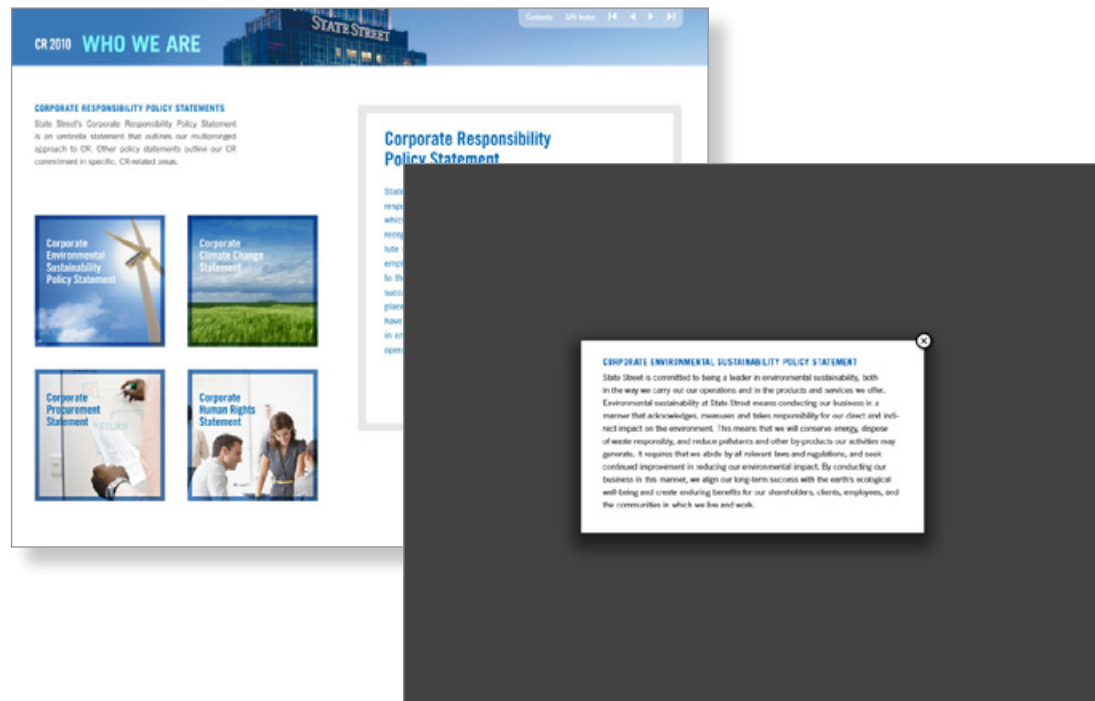 CR 2010 WHO WE ARE
STATE STREET
Contents GRI Index
CORPORATE RESPONSIBILITY POLICY STATEMENTS
State Street's Corporate Responsibility Policy Statement
is an umbrella statement that outlines our multipronged
approach to CR. Other policy statements outline our CR
commitment in specific, CR-related areas.
Corporate
Environmental
Sustainability
Policy Statement
Corporate
Climate Change
Statement
Corporate
Procurement
Statement
Corporate
Human Rights
Statement
Corporate Responsibility
Policy Statement
State
CORPORATE ENVIRONMENTAL SUSTAINABILITY POLICY STATEMENT
State Street is committed to being a leader in environmental sustainability, both
in the way we carry out our operations and in the products and services we offer.
Environmental sustainability at State Street means conducting our business in a
manner that acknowledges, measures and takes responsibility for our direct and indi-
rect impact on the environment. This means that we will conserve energy, dispose
of waste responsibly, and reduce pollutants and other by-products our activities may
generate. It requires that we abide by all relevant laws and regulations, and seek
continued improvement in reducing our environmental impact. By conducting our
business in this manner, we align our long-term success with the earth's ecological
well-being and create enduring benefits for our shareholders, clients, employees, and
the communities in which we live and work.